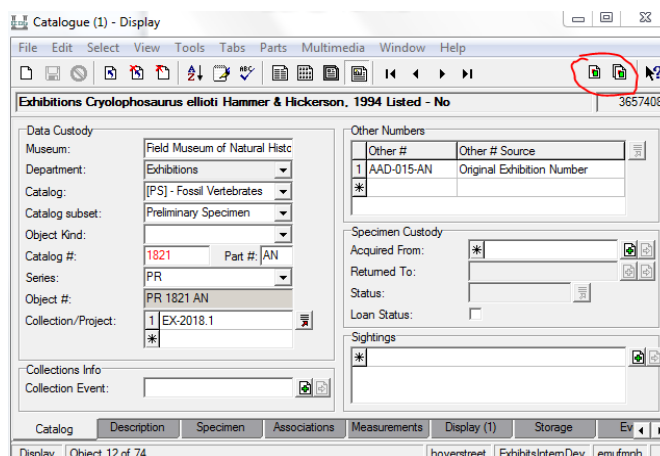 Catalogue (1) - Display
File Edit Select View Tools Tabs Parts Multimedia Window Help
Exhibitions Cryolophosaurus ellioti Hammer & Hickerson, 1994 Listed - No 3657408
Data Custody
Museum: Field Museum of Natural Histo
Department: Exhibitions
Catalog: [PS] - Fossil Vertebrates
Catalog subset: Preliminary Specimen
Object Kind:
Catalog #: 1821 Part #: AN
Series: PR
Object #: PR 1821 AN
Collection/Project: 1 EX-2018.1
Collections Info
Collection Event:
Other Numbers
Other # Other # Source
1 AAD-015-AN Original Exhibition Number
Specimen Custody
Acquired From:
Returned To:
Status:
Loan Status:
Sightings
Catalog Description Specimen Associations Measurements Display (1) Storage Ev
Display Object 12 of 74 hoverstreet ExhibitsInternDev emufmnh